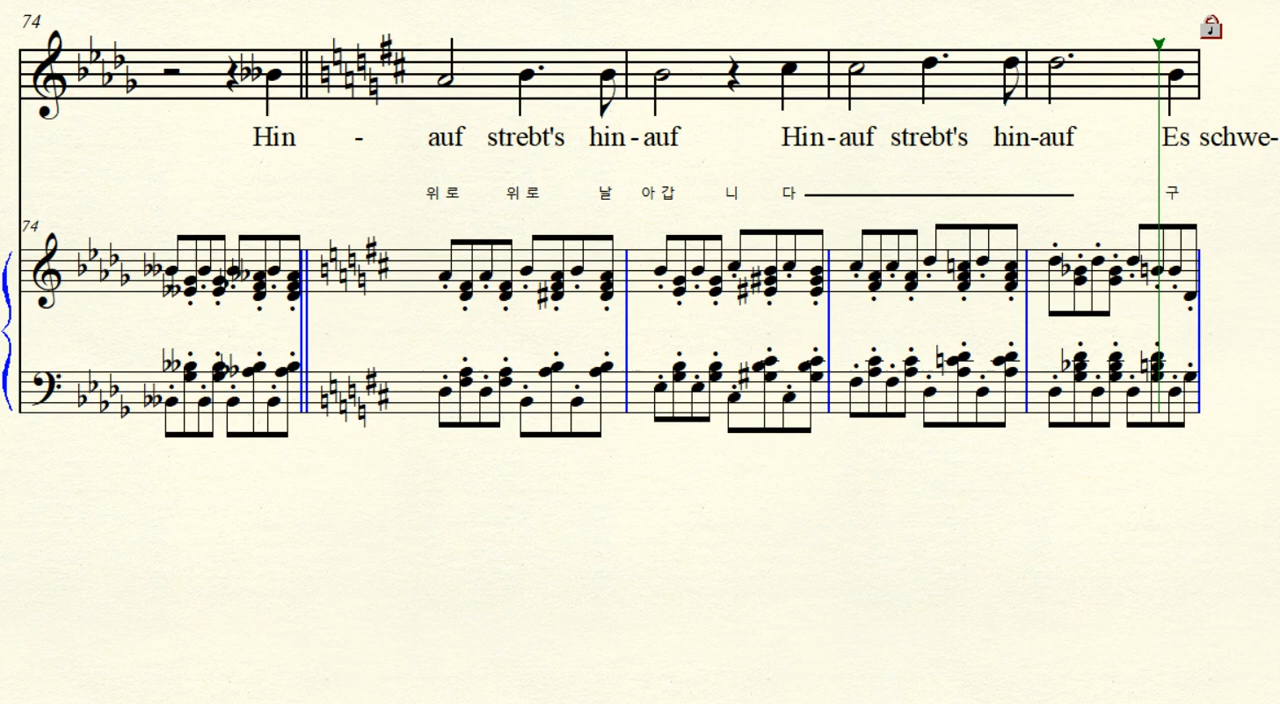 74
Hin - auf strebt's hin-auf Hin-auf strebt's hin-auf Es schwe-
위 로 위 로 날 아 갑 니 다 구
74